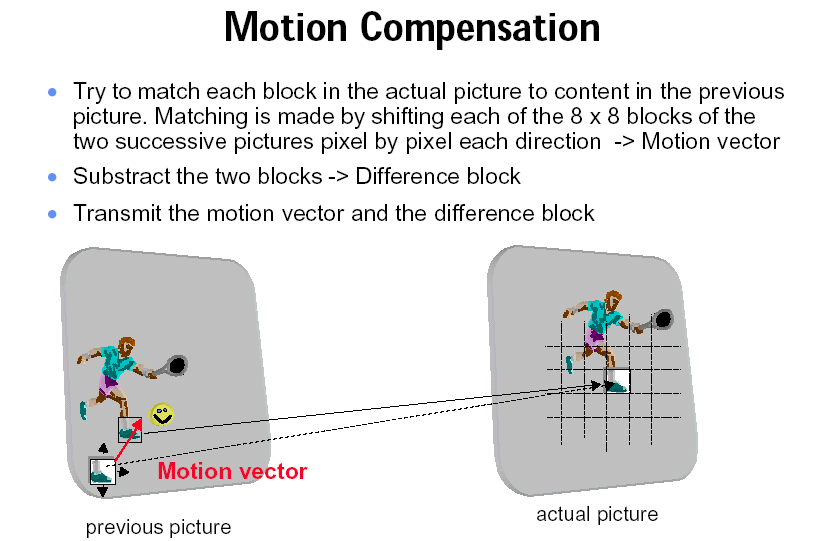 Motion Compensation
Try to match each block in the actual picture to content in the previous
picture. Matching is made by shifting each of the 8 x 8 blocks of the
two successive pictures pixel by pixel each direction -> Motion vector
Substract the two blocks -> Difference block
Transmit the motion vector and the difference block
Motion vector
previous picture
actual picture